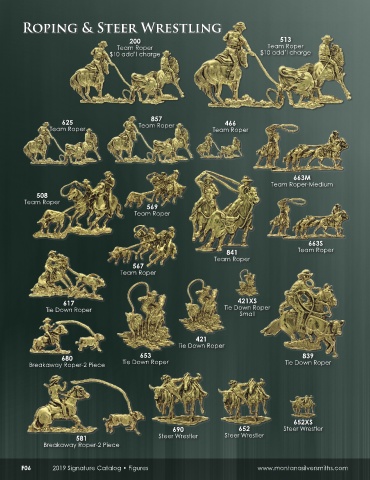 Roping & Steer Wrestling
200
Team Roper
$10 add'l charge
513
Team Roper
$10 add'l charge
625
Team Roper
857
Team Roper
466
Team Roper
663M
Team Roper-Medium
508
Team Roper
569
Team Roper
841
Team Roper
663S
Team Roper
567
Team Roper
617
Tie Down Roper
421XS
Tie Down Roper
Small
421
Tie Down Roper
680
Breakaway Roper-2 Piece
653
Tie Down Roper
839
Tie Down Roper
581
Breakaway Roper-2 Piece
690
Steer Wrestler
652
Steer Wrestler
652XS
Steer Wrestler
F06 2019 Signature Catalog • Figures www.montanasilversmiths.com